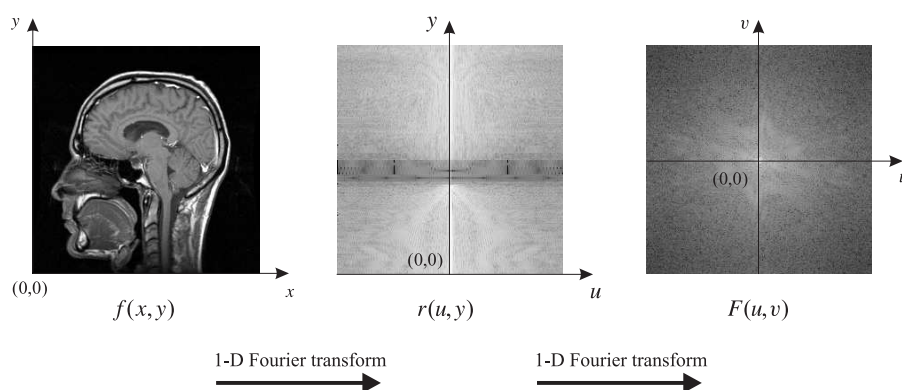 y
y
v
(0,0)
(0,0)
(0,0)
x
u
f(x, y)
r(u, y)
F(u, v)
1-D Fourier transform
1-D Fourier transform